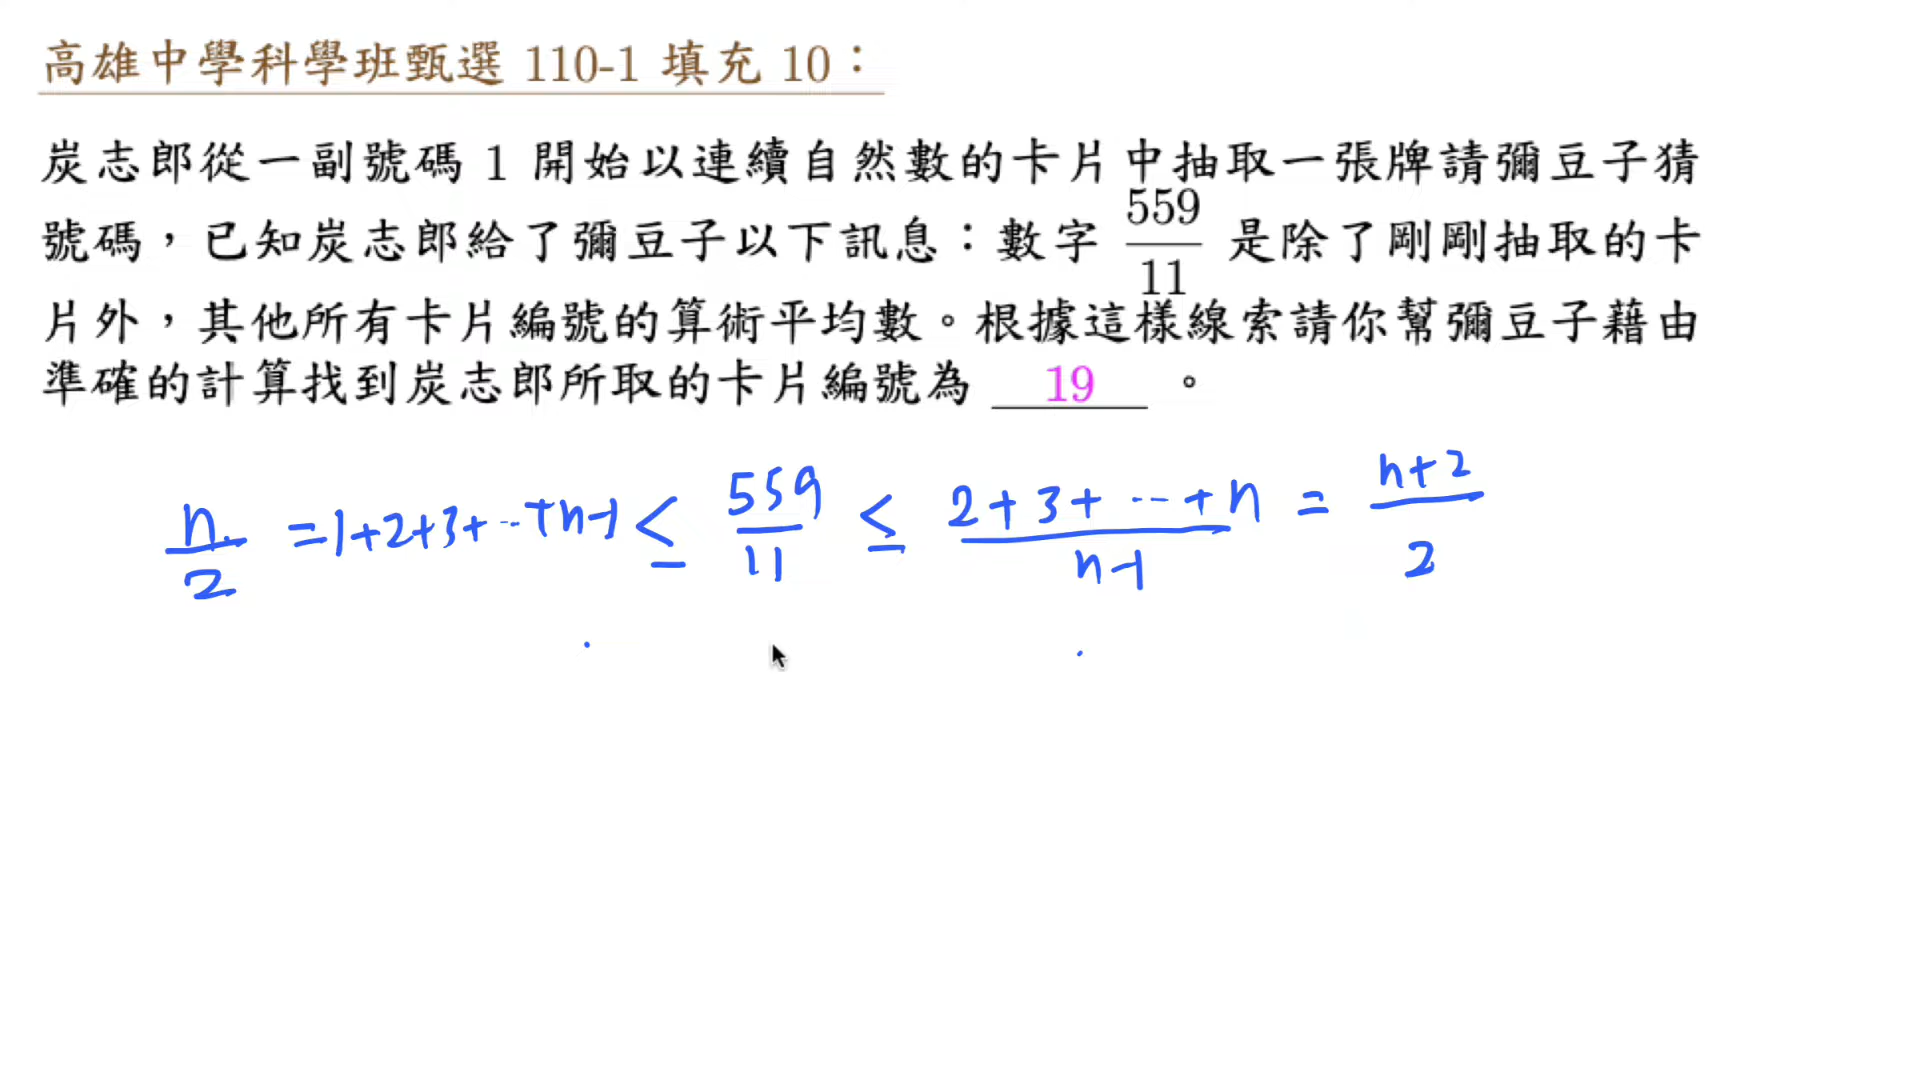 高雄中學科學班甄選 110-1 填充 10：
炭志郎從一副號碼 1 開始以連續自然數的卡片中抽取一張牌請彌豆子猜
號碼，已知炭志郎給了彌豆子以下訊息：數字 559/11 是除了剛剛抽取的卡
片外，其他所有卡片編號的算術平均數。根據這樣線索請你幫彌豆子藉由
準確的計算找到炭志郎所取的卡片編號為 19 。
n/2 = 1+2+3+…+n-1 ≤ 559/11 ≤ (2+3+…+n)/(n-1) = (n+2)/2